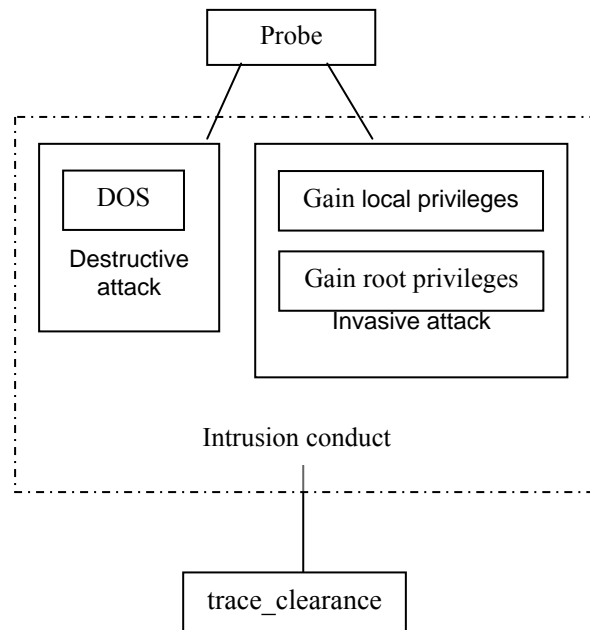 Probe
DOS
Destructive
attack
Gain local privileges
Gain root privileges
Invasive attack
Intrusion conduct
trace_clearance